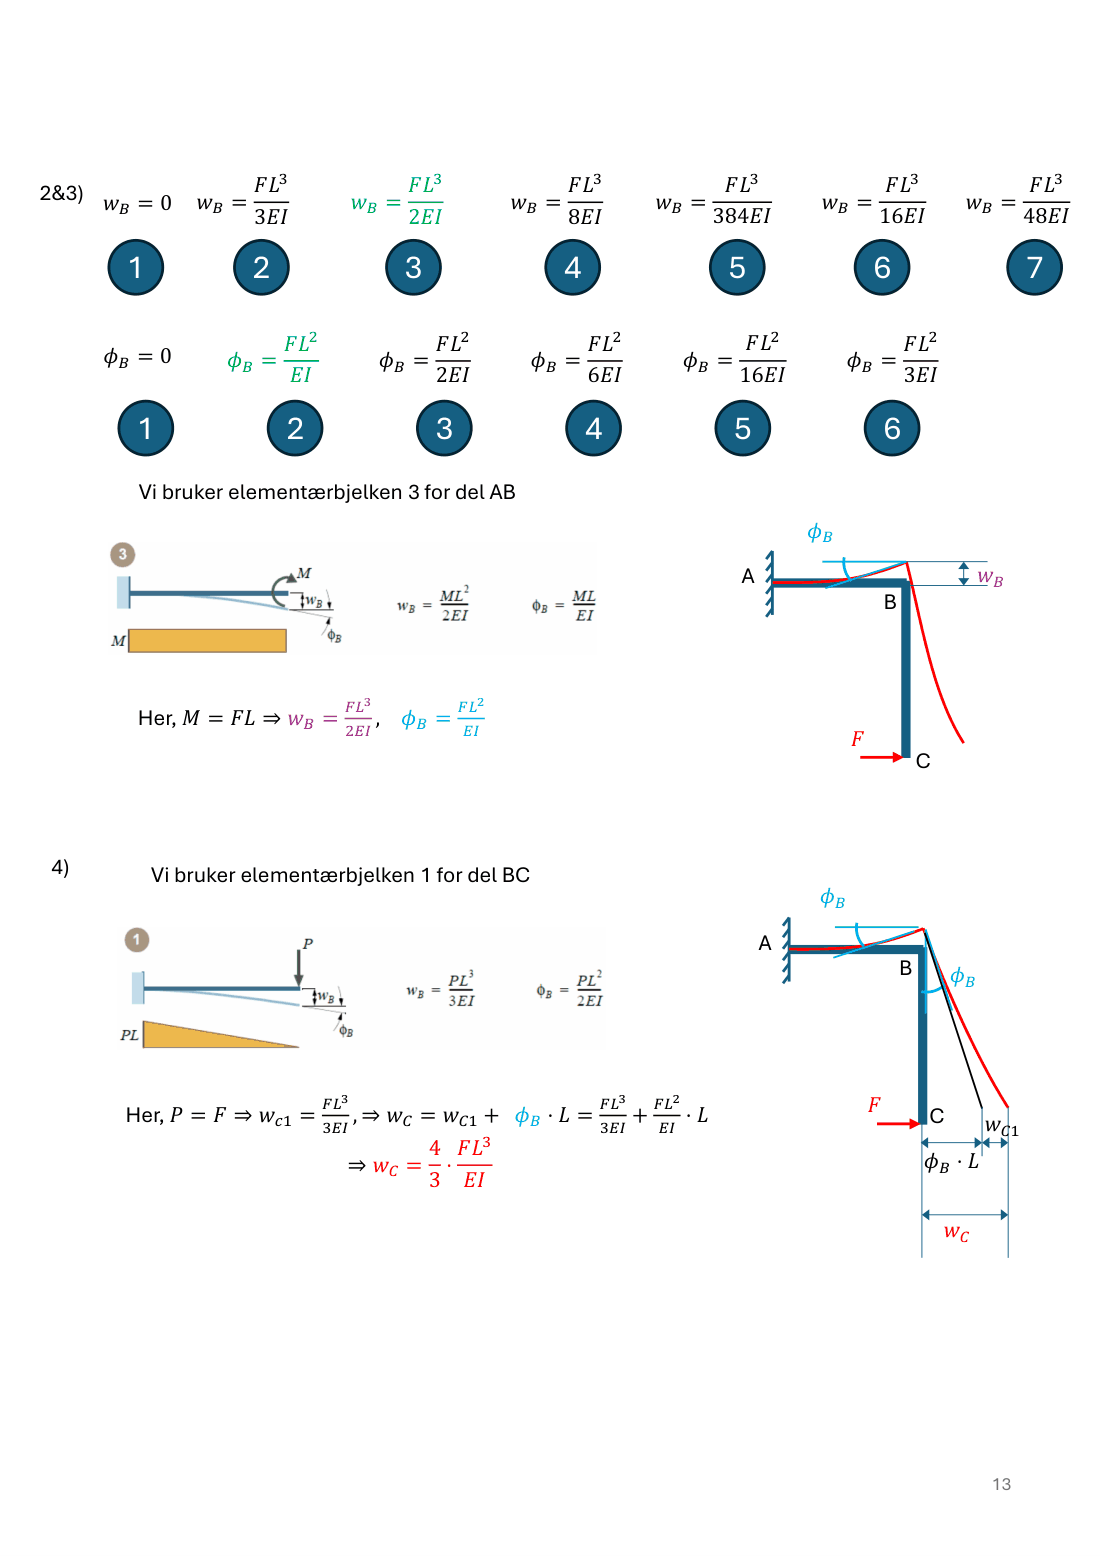 2&3) w_B = 0 w_B = FL³/3EI w_B = FL³/2EI w_B = FL³/8EI w_B = FL³/384EI w_B = FL³/16EI w_B = FL³/48EI
1 2 3 4 5 6 7
ϕ_B = 0 ϕ_B = FL²/EI ϕ_B = FL²/2EI ϕ_B = FL²/6EI ϕ_B = FL²/16EI ϕ_B = FL²/3EI
1 2 3 4 5 6
Vi bruker elementærbjelken 3 for del AB
3
M
w_B
ϕ_B
M
w_B = ML²/2EI ϕ_B = ML/EI
ϕ_B
A
w_B
B
F
C
Her, M = FL ⇒ w_B = FL³/2EI, ϕ_B = FL²/EI
4)
Vi bruker elementærbjelken 1 for del BC
1
P
w_B
ϕ_B
PL
w_B = PL³/3EI ϕ_B = PL²/2EI
ϕ_B
A
B
ϕ_B
F
C
w_C1
ϕ_B · L
w_C
Her, P = F ⇒ w_C1 = FL³/3EI, ⇒ w_C = w_C1 + ϕ_B · L = FL³/3EI + FL²/EI · L
⇒ w_C = 4/3 · FL³/EI
13